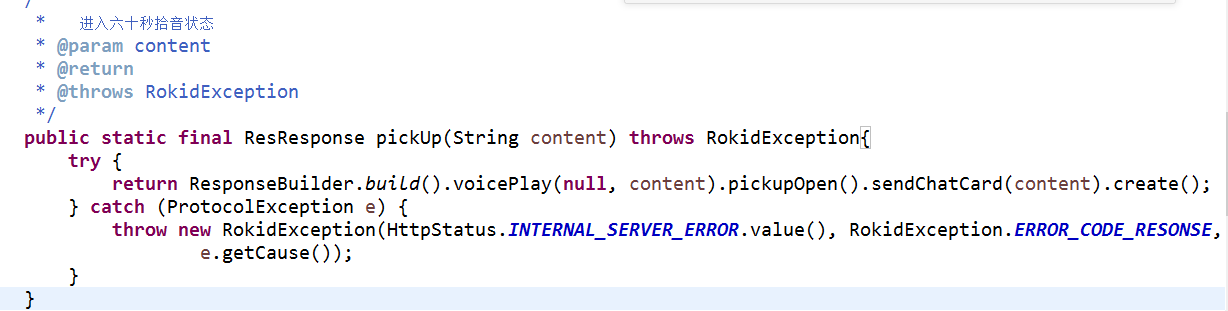 /
*   进入六十秒拾音状态
* @param content
* @return
* @throws RokidException
*/
public static final ResResponse pickUp(String content) throws RokidException{
try {
return ResponseBuilder.build().voicePlay(null, content).pickupOpen().sendChatCard(content).create();
} catch (ProtocolException e) {
throw new RokidException(HttpStatus.INTERNAL_SERVER_ERROR.value(), RokidException.ERROR_CODE_RESONSE,
e.getCause());
}
}